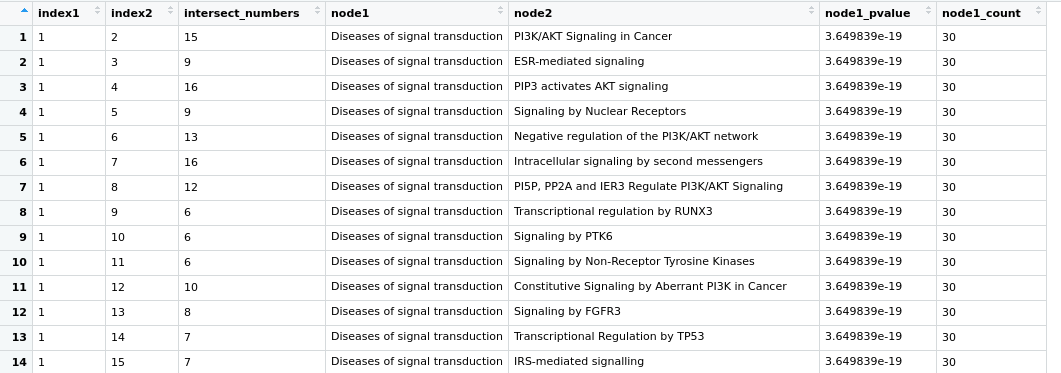 index1 index2 intersect_numbers node1 node2 node1_pvalue node1_count
1 1 2 15 Diseases of signal transduction PI3K/AKT Signaling in Cancer 3.649839e-19 30
2 1 3 9 Diseases of signal transduction ESR-mediated signaling 3.649839e-19 30
3 1 4 16 Diseases of signal transduction PIP3 activates AKT signaling 3.649839e-19 30
4 1 5 9 Diseases of signal transduction Signaling by Nuclear Receptors 3.649839e-19 30
5 1 6 13 Diseases of signal transduction Negative regulation of the PI3K/AKT network 3.649839e-19 30
6 1 7 16 Diseases of signal transduction Intracellular signaling by second messengers 3.649839e-19 30
7 1 8 12 Diseases of signal transduction PI5P, PP2A and IER3 Regulate PI3K/AKT Signaling 3.649839e-19 30
8 1 9 6 Diseases of signal transduction Transcriptional regulation by RUNX3 3.649839e-19 30
9 1 10 6 Diseases of signal transduction Signaling by PTK6 3.649839e-19 30
10 1 11 6 Diseases of signal transduction Signaling by Non-Receptor Tyrosine Kinases 3.649839e-19 30
11 1 12 10 Diseases of signal transduction Constitutive Signaling by Aberrant PI3K in Cancer 3.649839e-19 30
12 1 13 8 Diseases of signal transduction Signaling by FGFR3 3.649839e-19 30
13 1 14 7 Diseases of signal transduction Transcriptional Regulation by TP53 3.649839e-19 30
14 1 15 7 Diseases of signal transduction IRS-mediated signalling 3.649839e-19 30